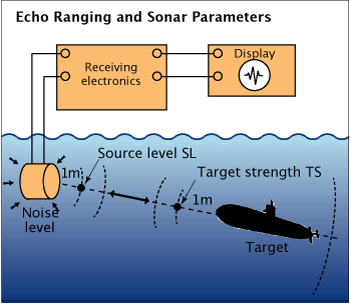 Echo Ranging and Sonar Parameters
Receiving
electronics
Display
Source level SL
1m
Target strength TS
1m
Noise
level
Target